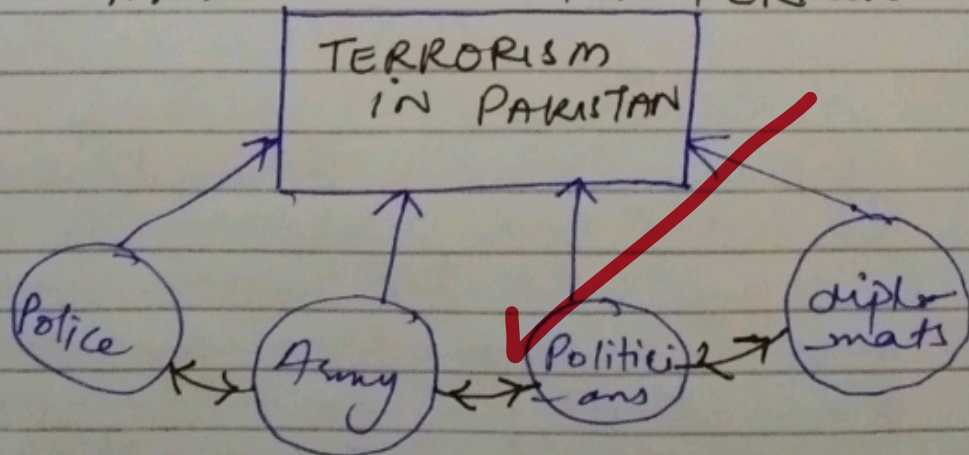 TERRORISM
IN PAKISTAN
Police
Army
Politici
-ans
diplo
-mats